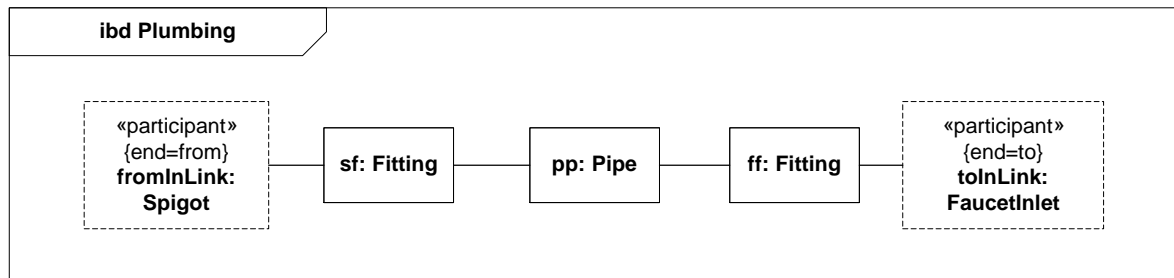 ibd Plumbing
«participant»
{end=from}
fromInLink:
Spigot
sf: Fitting
pp: Pipe
ff: Fitting
«participant»
{end=to}
toInLink:
FaucetInlet